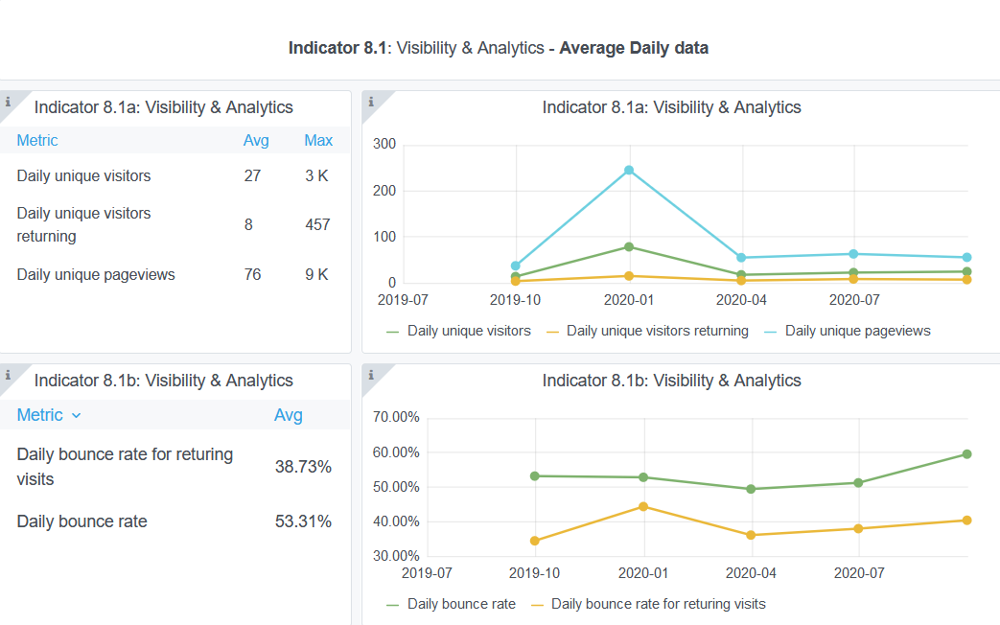 Indicator 8.1: Visibility & Analytics - Average Daily data
i
Indicator 8.1a: Visibility & Analytics
Metric Avg Max
Daily unique visitors 27 3 K
Daily unique visitors
returning 8 457
Daily unique pageviews 76 9 K
i
Indicator 8.1a: Visibility & Analytics
300
200
100
0
2019-07 2019-10 2020-01 2020-04 2020-07
Daily unique visitors Daily unique visitors returning Daily unique pageviews
i
Indicator 8.1b: Visibility & Analytics
Metric Avg
Daily bounce rate for returing
visits 38.73%
Daily bounce rate 53.31%
i
Indicator 8.1b: Visibility & Analytics
70.00%
60.00%
50.00%
40.00%
30.00%
2019-07 2019-10 2020-01 2020-04 2020-07
Daily bounce rate Daily bounce rate for returing visits